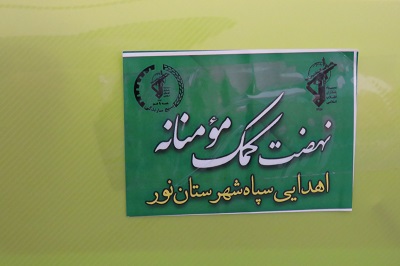 نهضت کمک مؤمنانه
اهدایی سپاه شهرستان نور